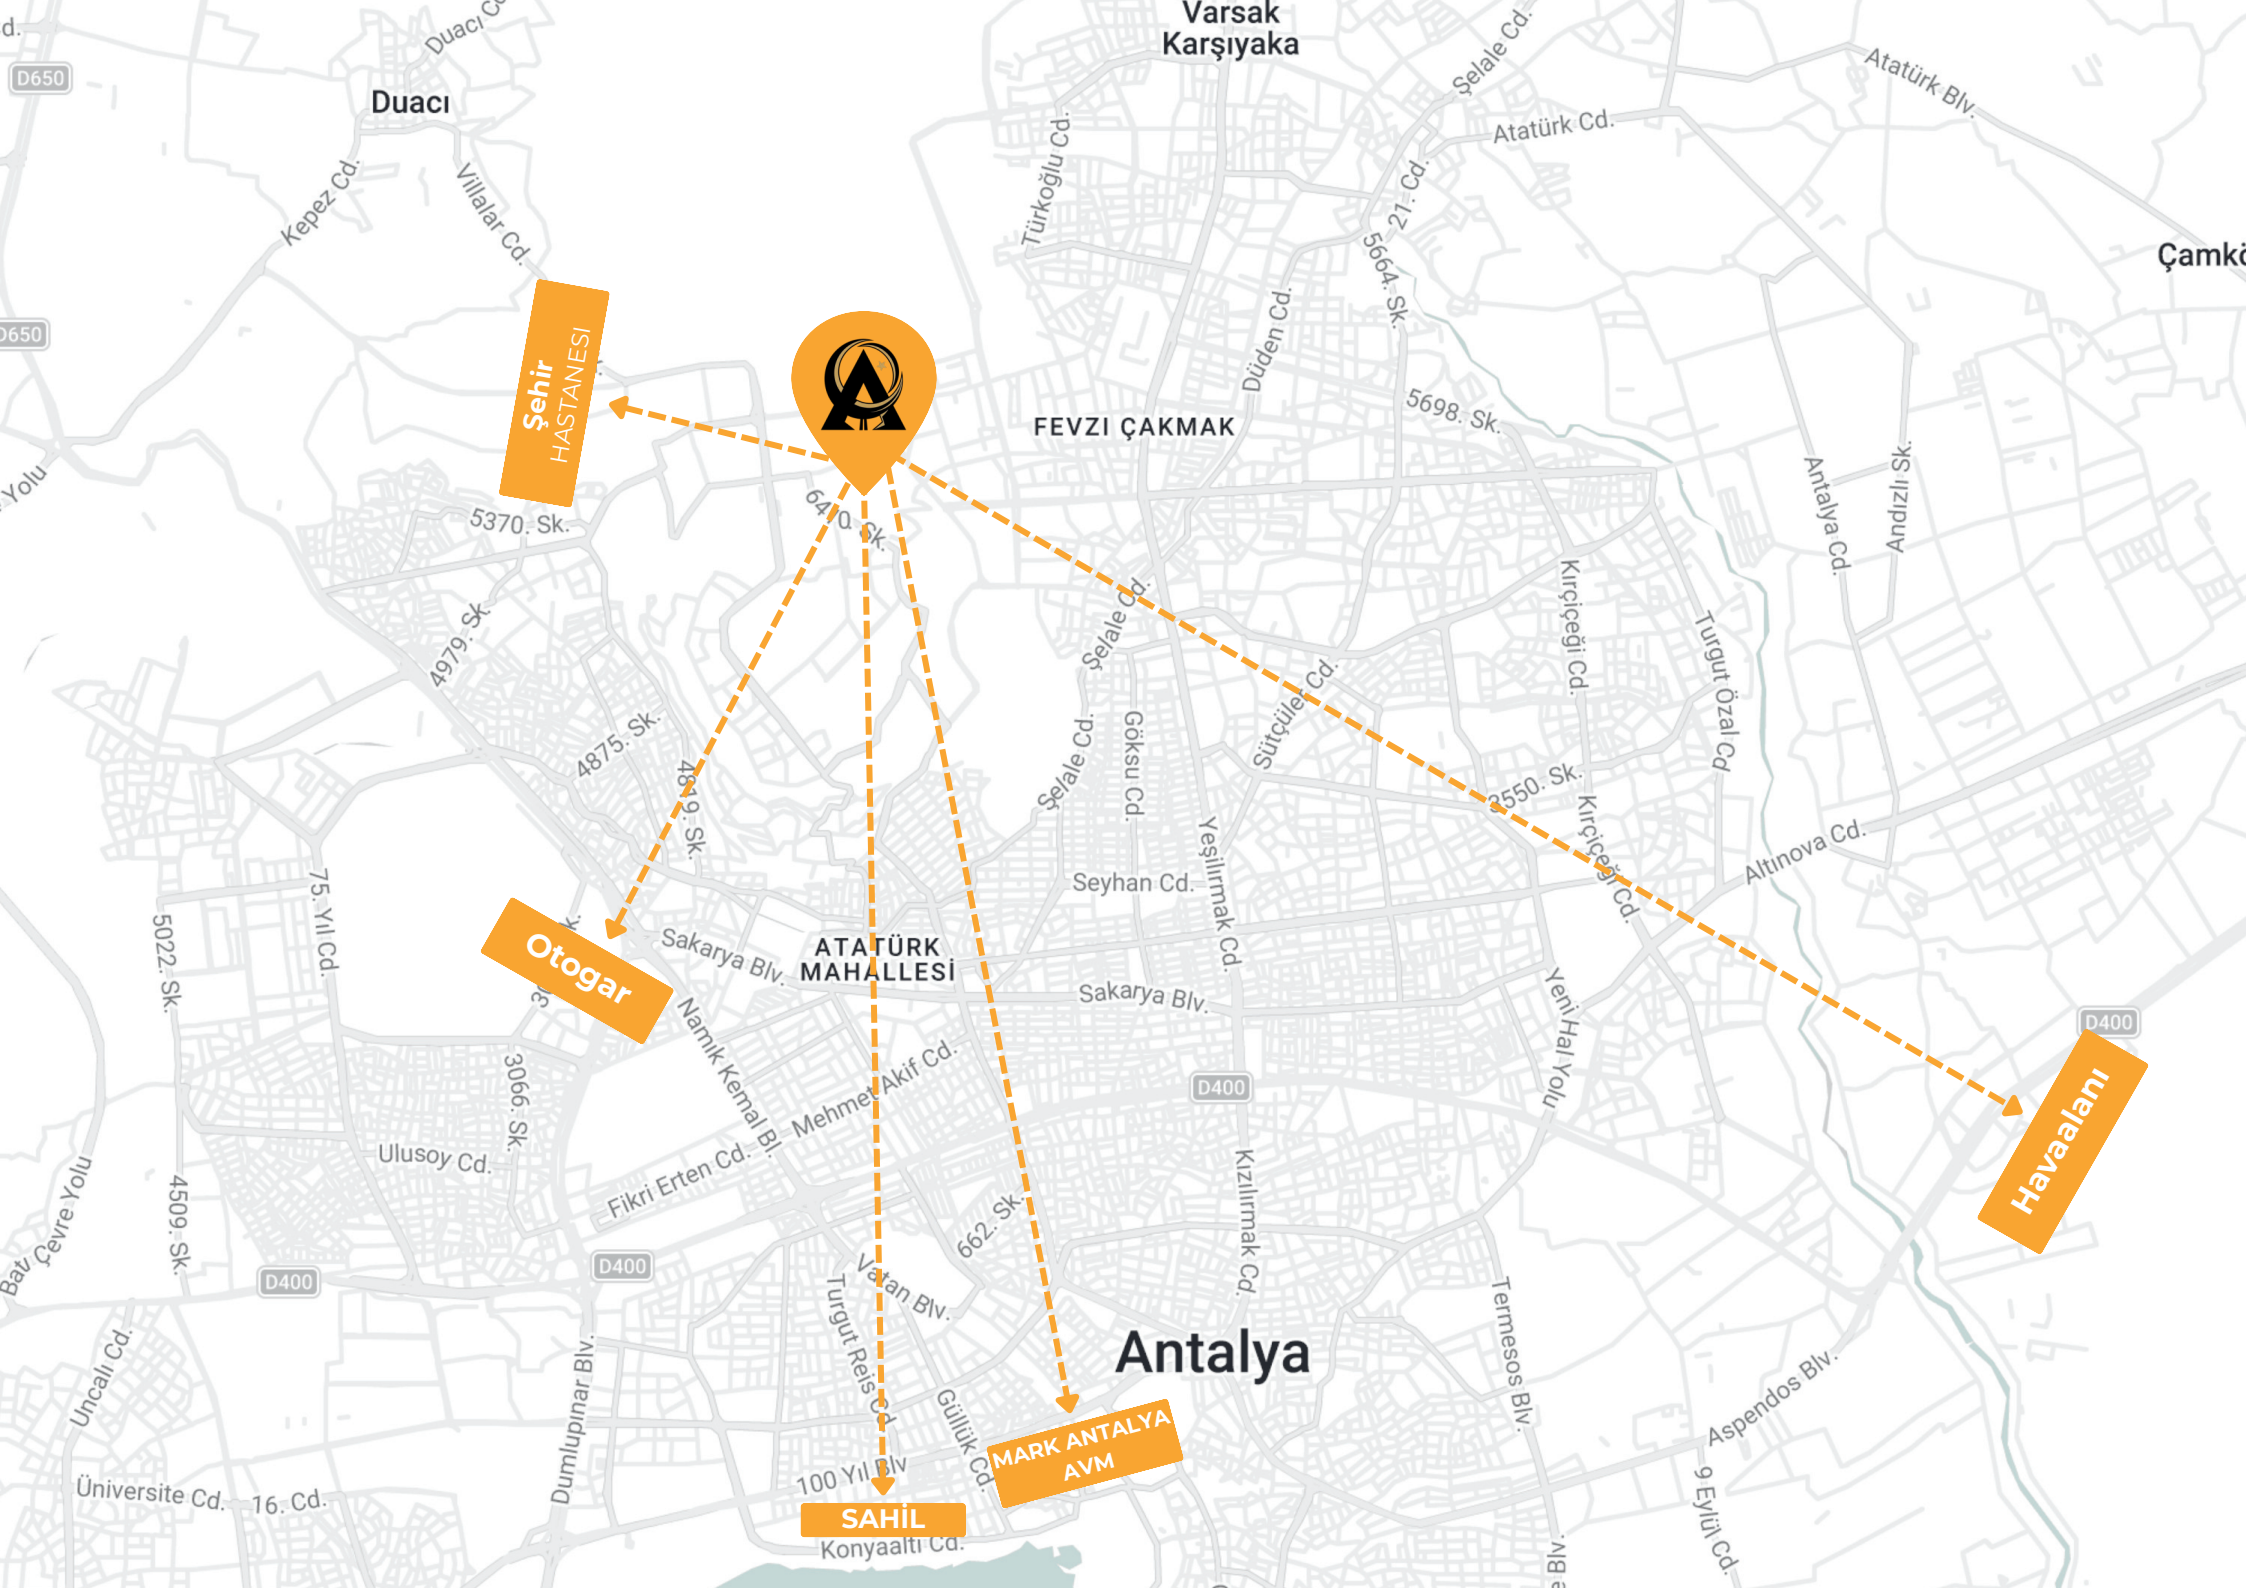 Varsak
Karşıyaka
Duacı Cd.
D650
Duacı
Şelale Cd.
Atatürk Blv.
Atatürk Cd.
Türkoğlu Cd.
Kepez Cd.
Villalar Cd.
21. Cd.
5664. Sk.
Düden Cd.
D650
Şehir
HASTANESI
FEVZI ÇAKMAK
5698. Sk.
Yolu
5370. Sk.
6470. Sk.
Antalya Cd.
Andızlı Sk.
4979. Sk.
Şelale Cd.
Kırçiçeği Cd.
Turgut Özal Cd.
4875. Sk.
4819. Sk.
Şelale Cd.
Göksu Cd.
Sütçüler Cd.
3550. Sk.
Kırçiçeği Cd.
Yeşilırmak Cd.
Altınova Cd.
Seyhan Cd.
75. Yıl Cd.
5022. Sk.
Otogar
Sakarya Blv.
ATATÜRK
MAHALLESİ
Sakarya Blv.
Yeni Hal Yolu
D400
Havaalanı
Namık Kemal Bl.
Mehmet Akif Cd.
D400
3066. Sk.
Ulusoy Cd.
Fikri Erten Cd.
Kızılırmak Cd.
Batı Çevre Yolu
4509. Sk.
662. Sk.
D400
D400
Vatan Blv.
Turgut Reis Cd.
Antalya
Termesos Blv.
Uncalı Cd.
Dumlupınar Blv.
Güllük Cd.
MARK ANTALYA
AVM
Aspendos Blv.
100 Yıl Blv
Üniversite Cd.
16. Cd.
SAHİL
Konyaaltı Cd.
9 Eylül Cd.